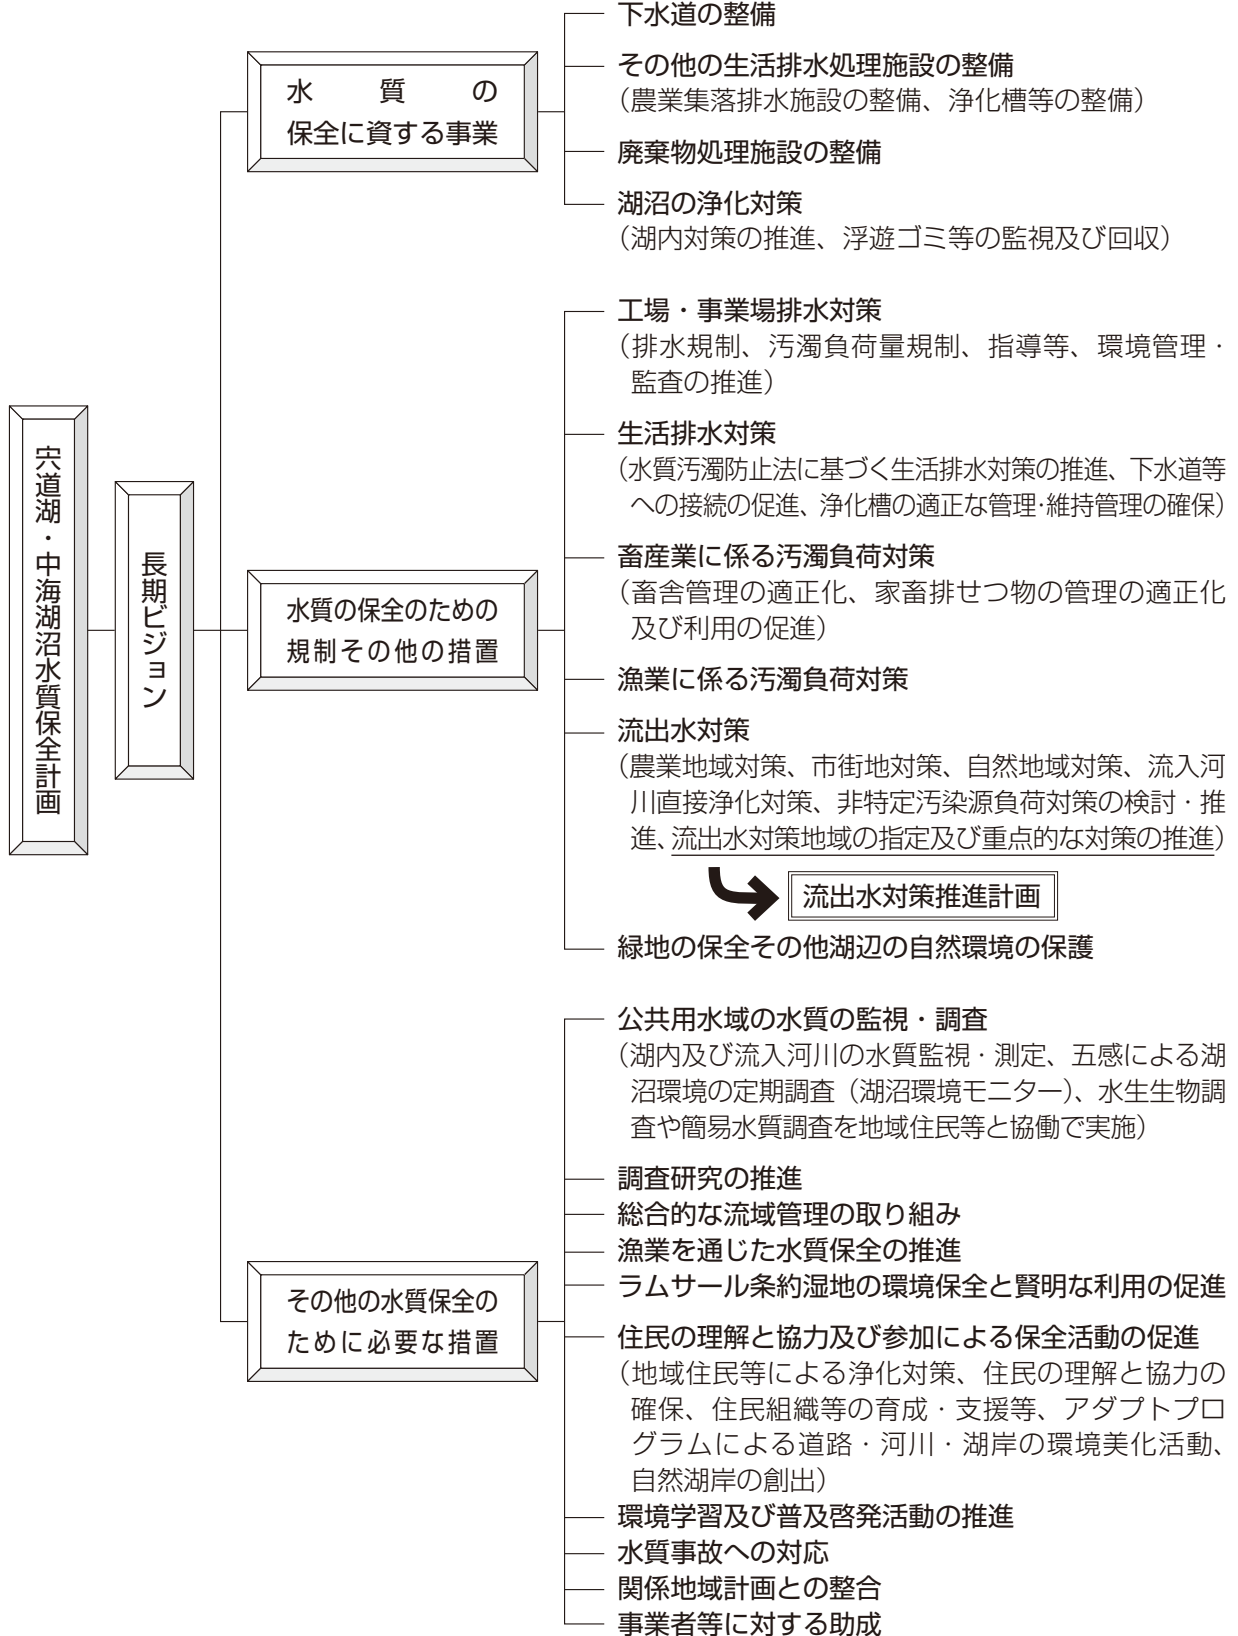 宍道湖・中海湖沼水質保全計画
長期ビジョン
水質の
保全に資する事業
下水道の整備
その他の生活排水処理施設の整備
（農業集落排水施設の整備、浄化槽等の整備）
廃棄物処理施設の整備
湖沼の浄化対策
（湖内対策の推進、浮遊ゴミ等の監視及び回収）
水質の保全のための
規制その他の措置
工場・事業場排水対策
（排水規制、汚濁負荷量規制、指導等、環境管理・
監査の推進）
生活排水対策
（水質汚濁防止法に基づく生活排水対策の推進、下水道等
への接続の促進、浄化槽の適正な管理・維持管理の確保）
畜産業に係る汚濁負荷対策
（畜舎管理の適正化、家畜排せつ物の管理の適正化
及び利用の促進）
漁業に係る汚濁負荷対策
流出水対策
（農業地域対策、市街地対策、自然地域対策、流入河
川直接浄化対策、非特定汚染源負荷対策の検討・推
進、流出水対策地域の指定及び重点的な対策の推進）
流出水対策推進計画
緑地の保全その他湖辺の自然環境の保護
その他の水質保全の
ために必要な措置
公共用水域の水質の監視・調査
（湖内及び流入河川の水質監視・測定、五感による湖
沼環境の定期調査（湖沼環境モニター）、水生生物調
査や簡易水質調査を地域住民等と協働で実施）
調査研究の推進
総合的な流域管理の取り組み
漁業を通じた水質保全の推進
ラムサール条約湿地の環境保全と賢明な利用の促進
住民の理解と協力及び参加による保全活動の促進
（地域住民等による浄化対策、住民の理解と協力の
確保、住民組織等の育成・支援等、アダプトプロ
グラムによる道路・河川・湖岸の環境美化活動、
自然湖岸の創出）
環境学習及び普及啓発活動の推進
水質事故への対応
関係地域計画との整合
事業者等に対する助成